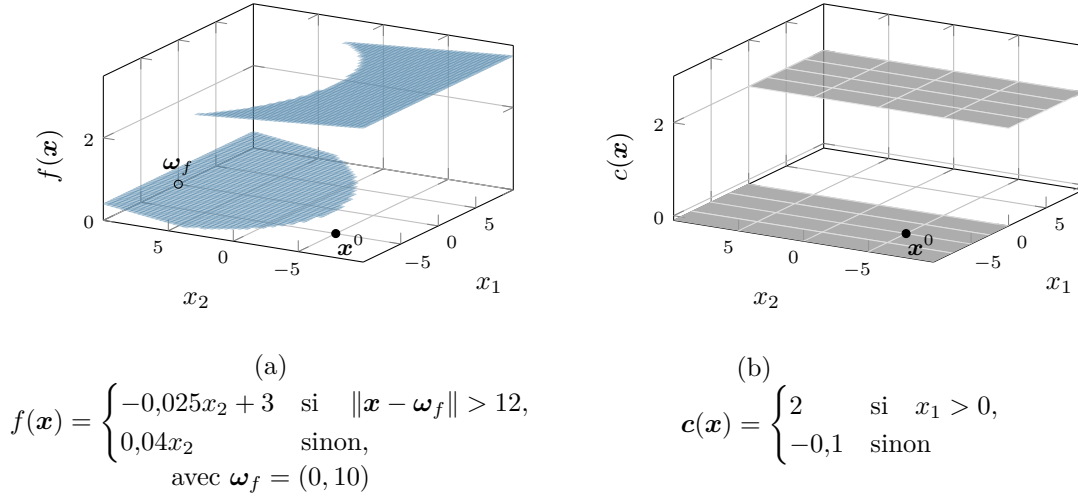 f(x)
2
0
ω_f
x^0
5
0
−5
x_2
−5
0
5
x_1
c(x)
2
0
x^0
5
0
−5
x_2
−5
0
5
x_1
(a)
f(x) = { −0,025x_2 + 3 si ‖x − ω_f‖ > 12,
0,04x_2 sinon,
avec ω_f = (0, 10)
(b)
c(x) = { 2 si x_1 > 0,
−0,1 sinon